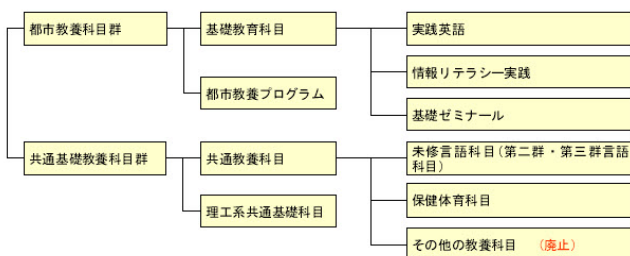 都市教養科目群
基礎教育科目
実践英語
情報リテラシー実践
都市教養プログラム
基礎ゼミナール
共通基礎教養科目群
共通教養科目
未修言語科目(第二群・第三群言語
科目)
理工系共通基礎科目
保健体育科目
その他の教養科目 (廃止)